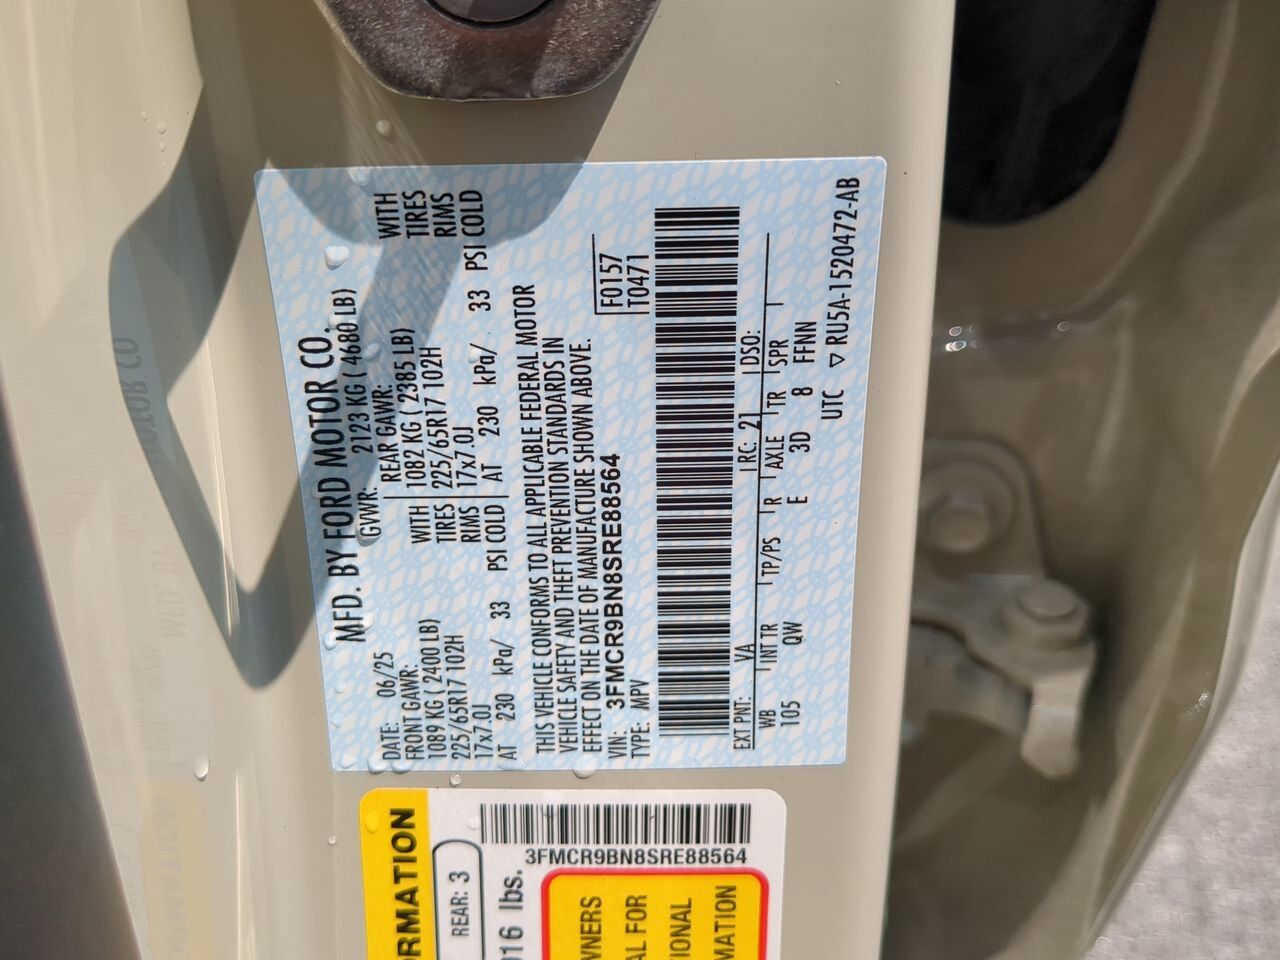 MFD. BY FORD MOTOR CO.
DATE: 06/25 GVWR: 2123 KG ( 4680 LB)
FRONT GAWR: REAR GAWR:
1089 KG ( 2400 LB) WITH 1082 KG ( 2385 LB) WITH
225/65R17 102H TIRES 225/65R17 102H TIRES
17x7.0J RIMS 17x7.0J RIMS
AT 230 kPa/ 33 PSI COLD AT 230 kPa/ 33 PSI COLD
THIS VEHICLE CONFORMS TO ALL APPLICABLE FEDERAL MOTOR
VEHICLE SAFETY AND THEFT PREVENTION STANDARDS IN
EFFECT ON THE DATE OF MANUFACTURE SHOWN ABOVE.
VIN: 3FMCR9BN8SRE88564 F0157
TYPE: MPV T0471
EXT PNT: VA RC: 21 DSO:
WB INT TR TP/PS R AXLE TR SPR
105 QW E 3D 8 FFNN
UTC ▽ RU5A-1520472-AB
ORMATION
REAR: 3
016 lbs.
3FMCR9BN8SRE88564
WNERS
AL FOR
IONAL
MATION